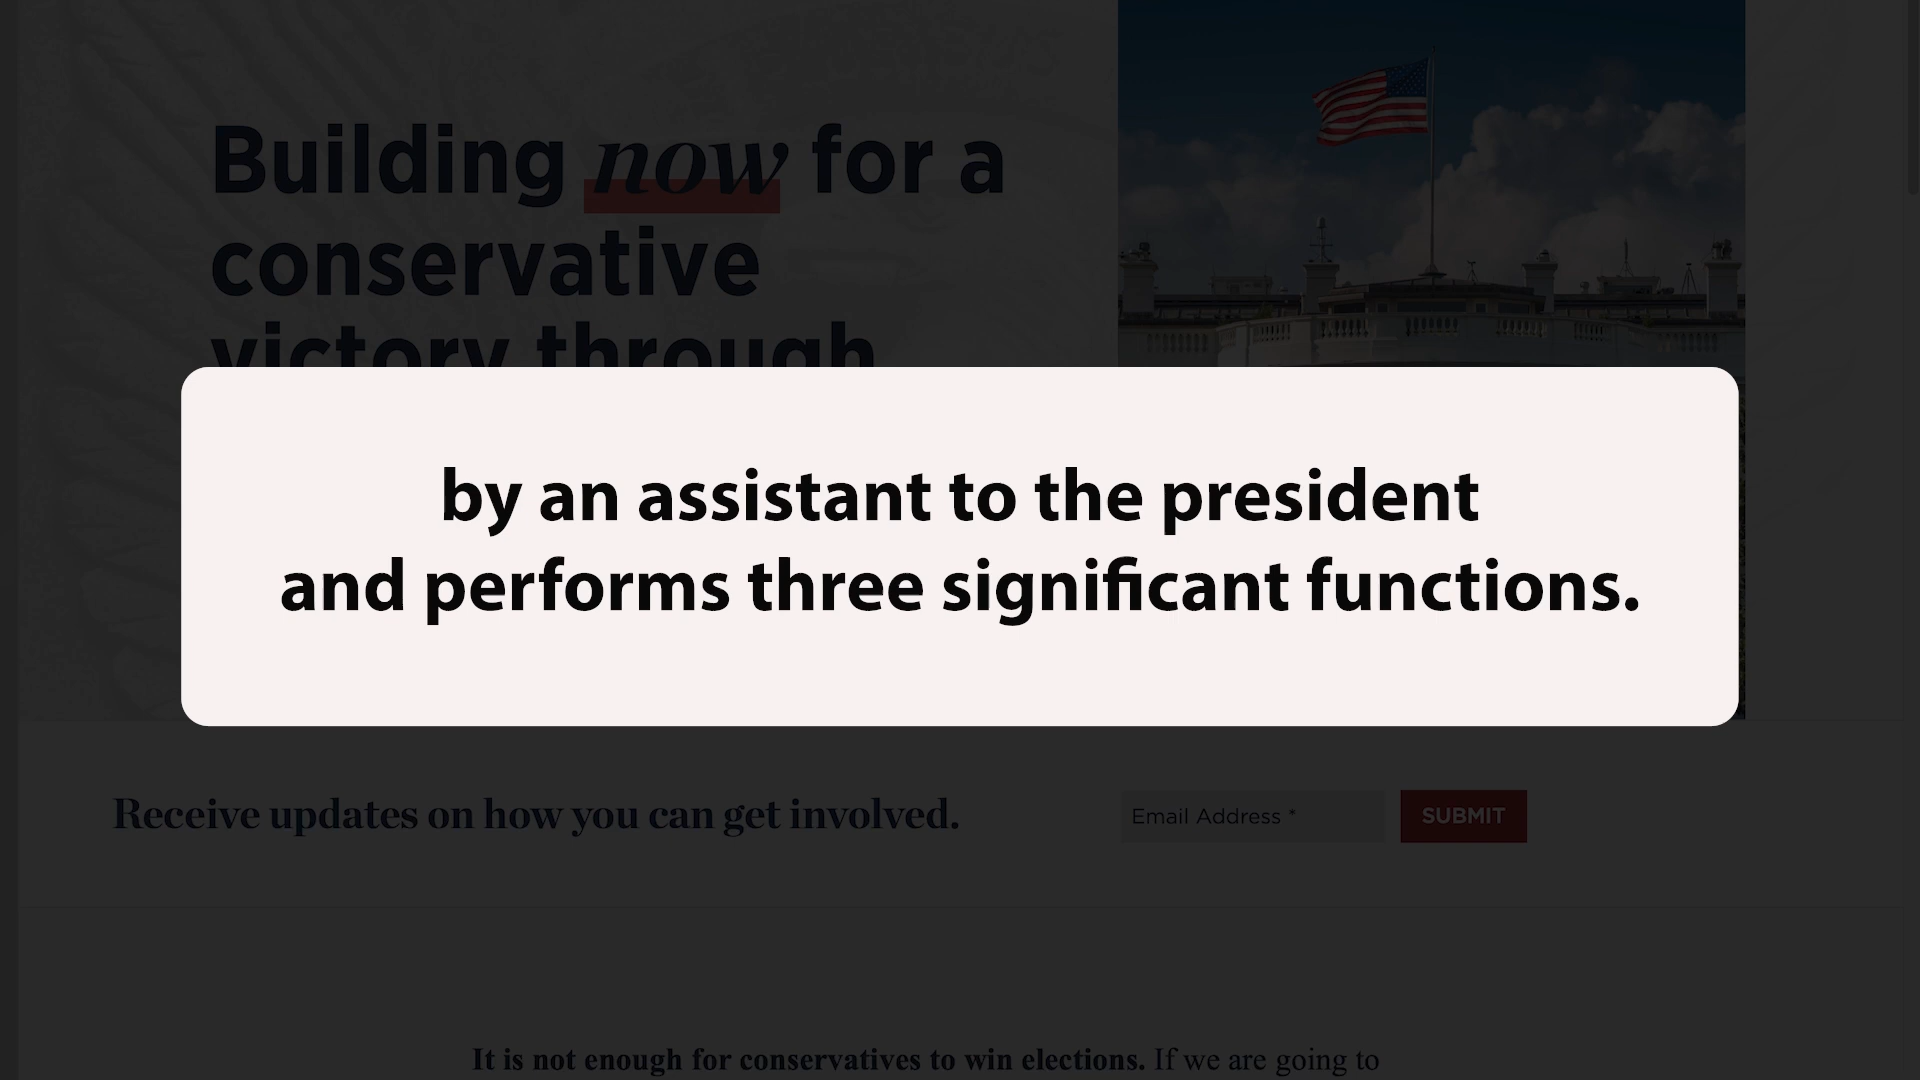 Building now for a
conservative
victory through
by an assistant to the president
and performs three significant functions.
Receive updates on how you can get involved.
Email Address *
SUBMIT
It is not enough for conservatives to win elections. If we are going to